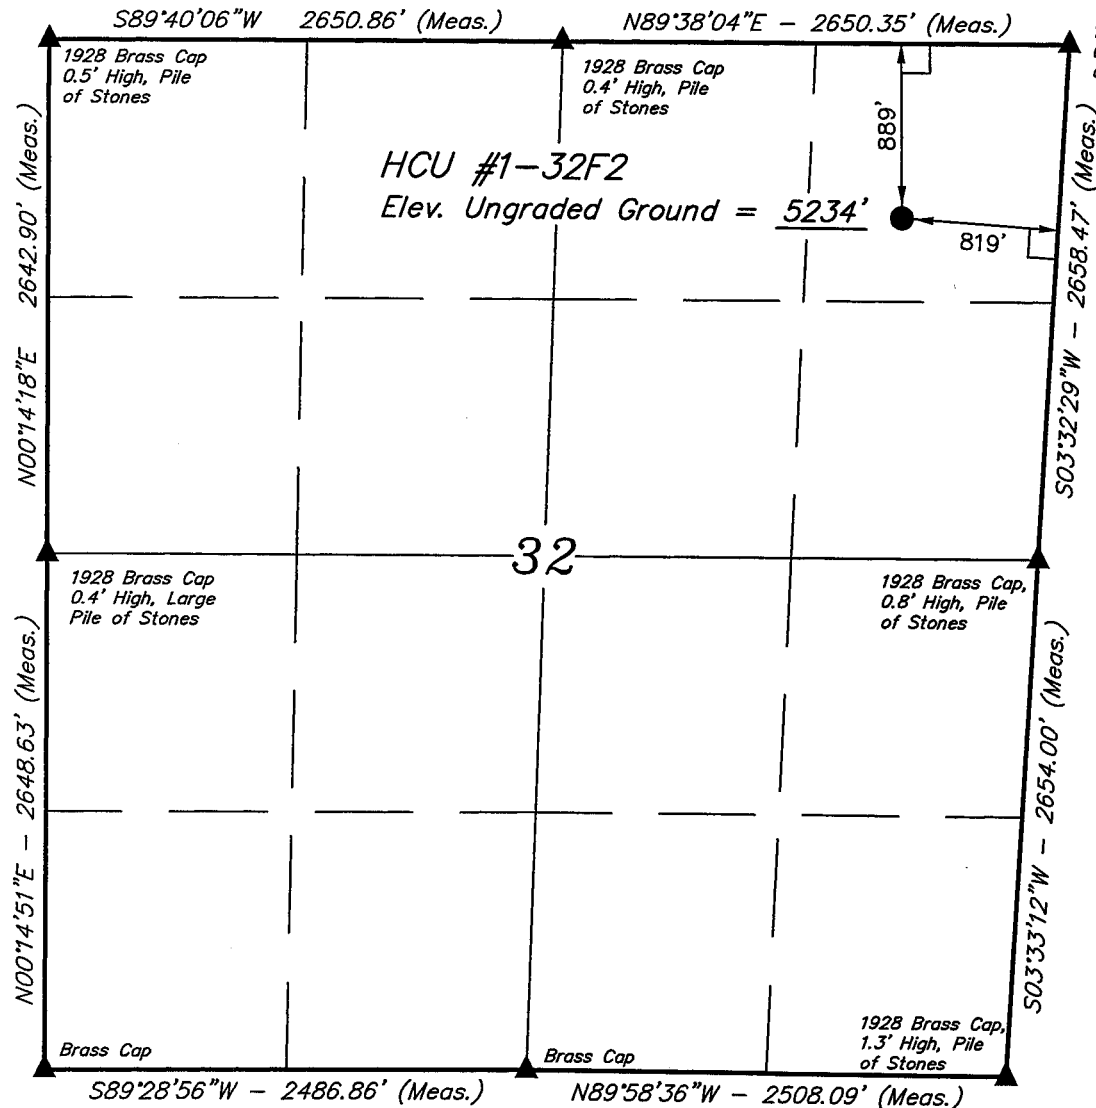 S89°40'06"W 2650.86' (Meas.)
N89°38'04"E - 2650.35' (Meas.)
1928 Brass Cap
0.5' High, Pile
of Stones
1928 Brass Cap
0.4' High, Pile
of Stones
889'
HCU #1-32F2
Elev. Ungraded Ground = 5234'
819'
N00°14'18"E 2642.90' (Meas.)
S03°32'29"W - 2658.47' (Meas.)
32
1928 Brass Cap
0.4' High, Large
Pile of Stones
1928 Brass Cap,
0.8' High, Pile
of Stones
N00°14'51"E - 2648.63' (Meas.)
S03°33'12"W - 2654.00' (Meas.)
Brass Cap
Brass Cap
1928 Brass Cap,
1.3' High, Pile
of Stones
S89°28'56"W - 2486.86' (Meas.)
N89°58'36"W - 2508.09' (Meas.)